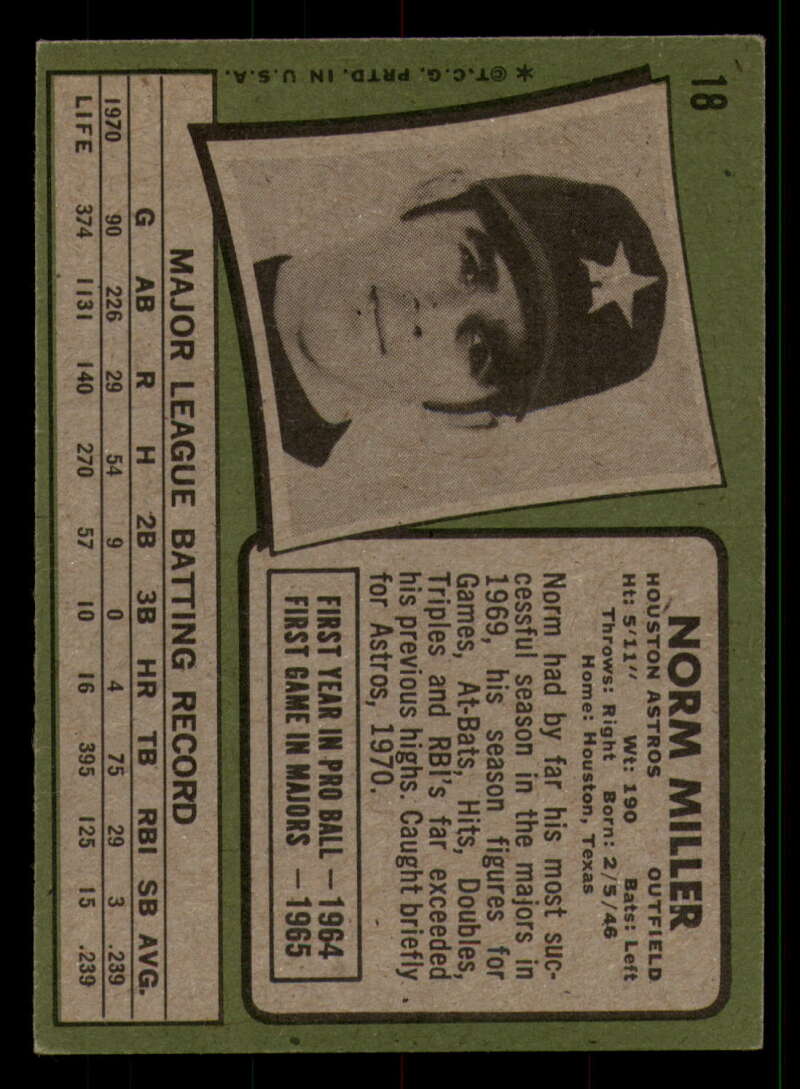 18
* ©T.C.G. PRTD. IN U.S.A.
NORM MILLER
HOUSTON ASTROS OUTFIELD
Ht: 5'11" Wt: 190 Bats: Left
Throws: Right Born: 2/5/46
Home: Houston, Texas
Norm had by far his most suc-
cessful season in the majors in
1969, his season figures for
Games, At-Bats, Hits, Doubles,
Triples and RBI's far exceeded
his previous highs. Caught briefly
for Astros, 1970.
FIRST YEAR IN PRO BALL — 1964
FIRST GAME IN MAJORS — 1965
MAJOR LEAGUE BATTING RECORD
G AB R H 2B 3B HR TB RBI SB AVG.
1970 90 226 29 54 9 0 4 75 29 3 .239
LIFE 374 1131 140 270 57 10 16 395 125 15 .239